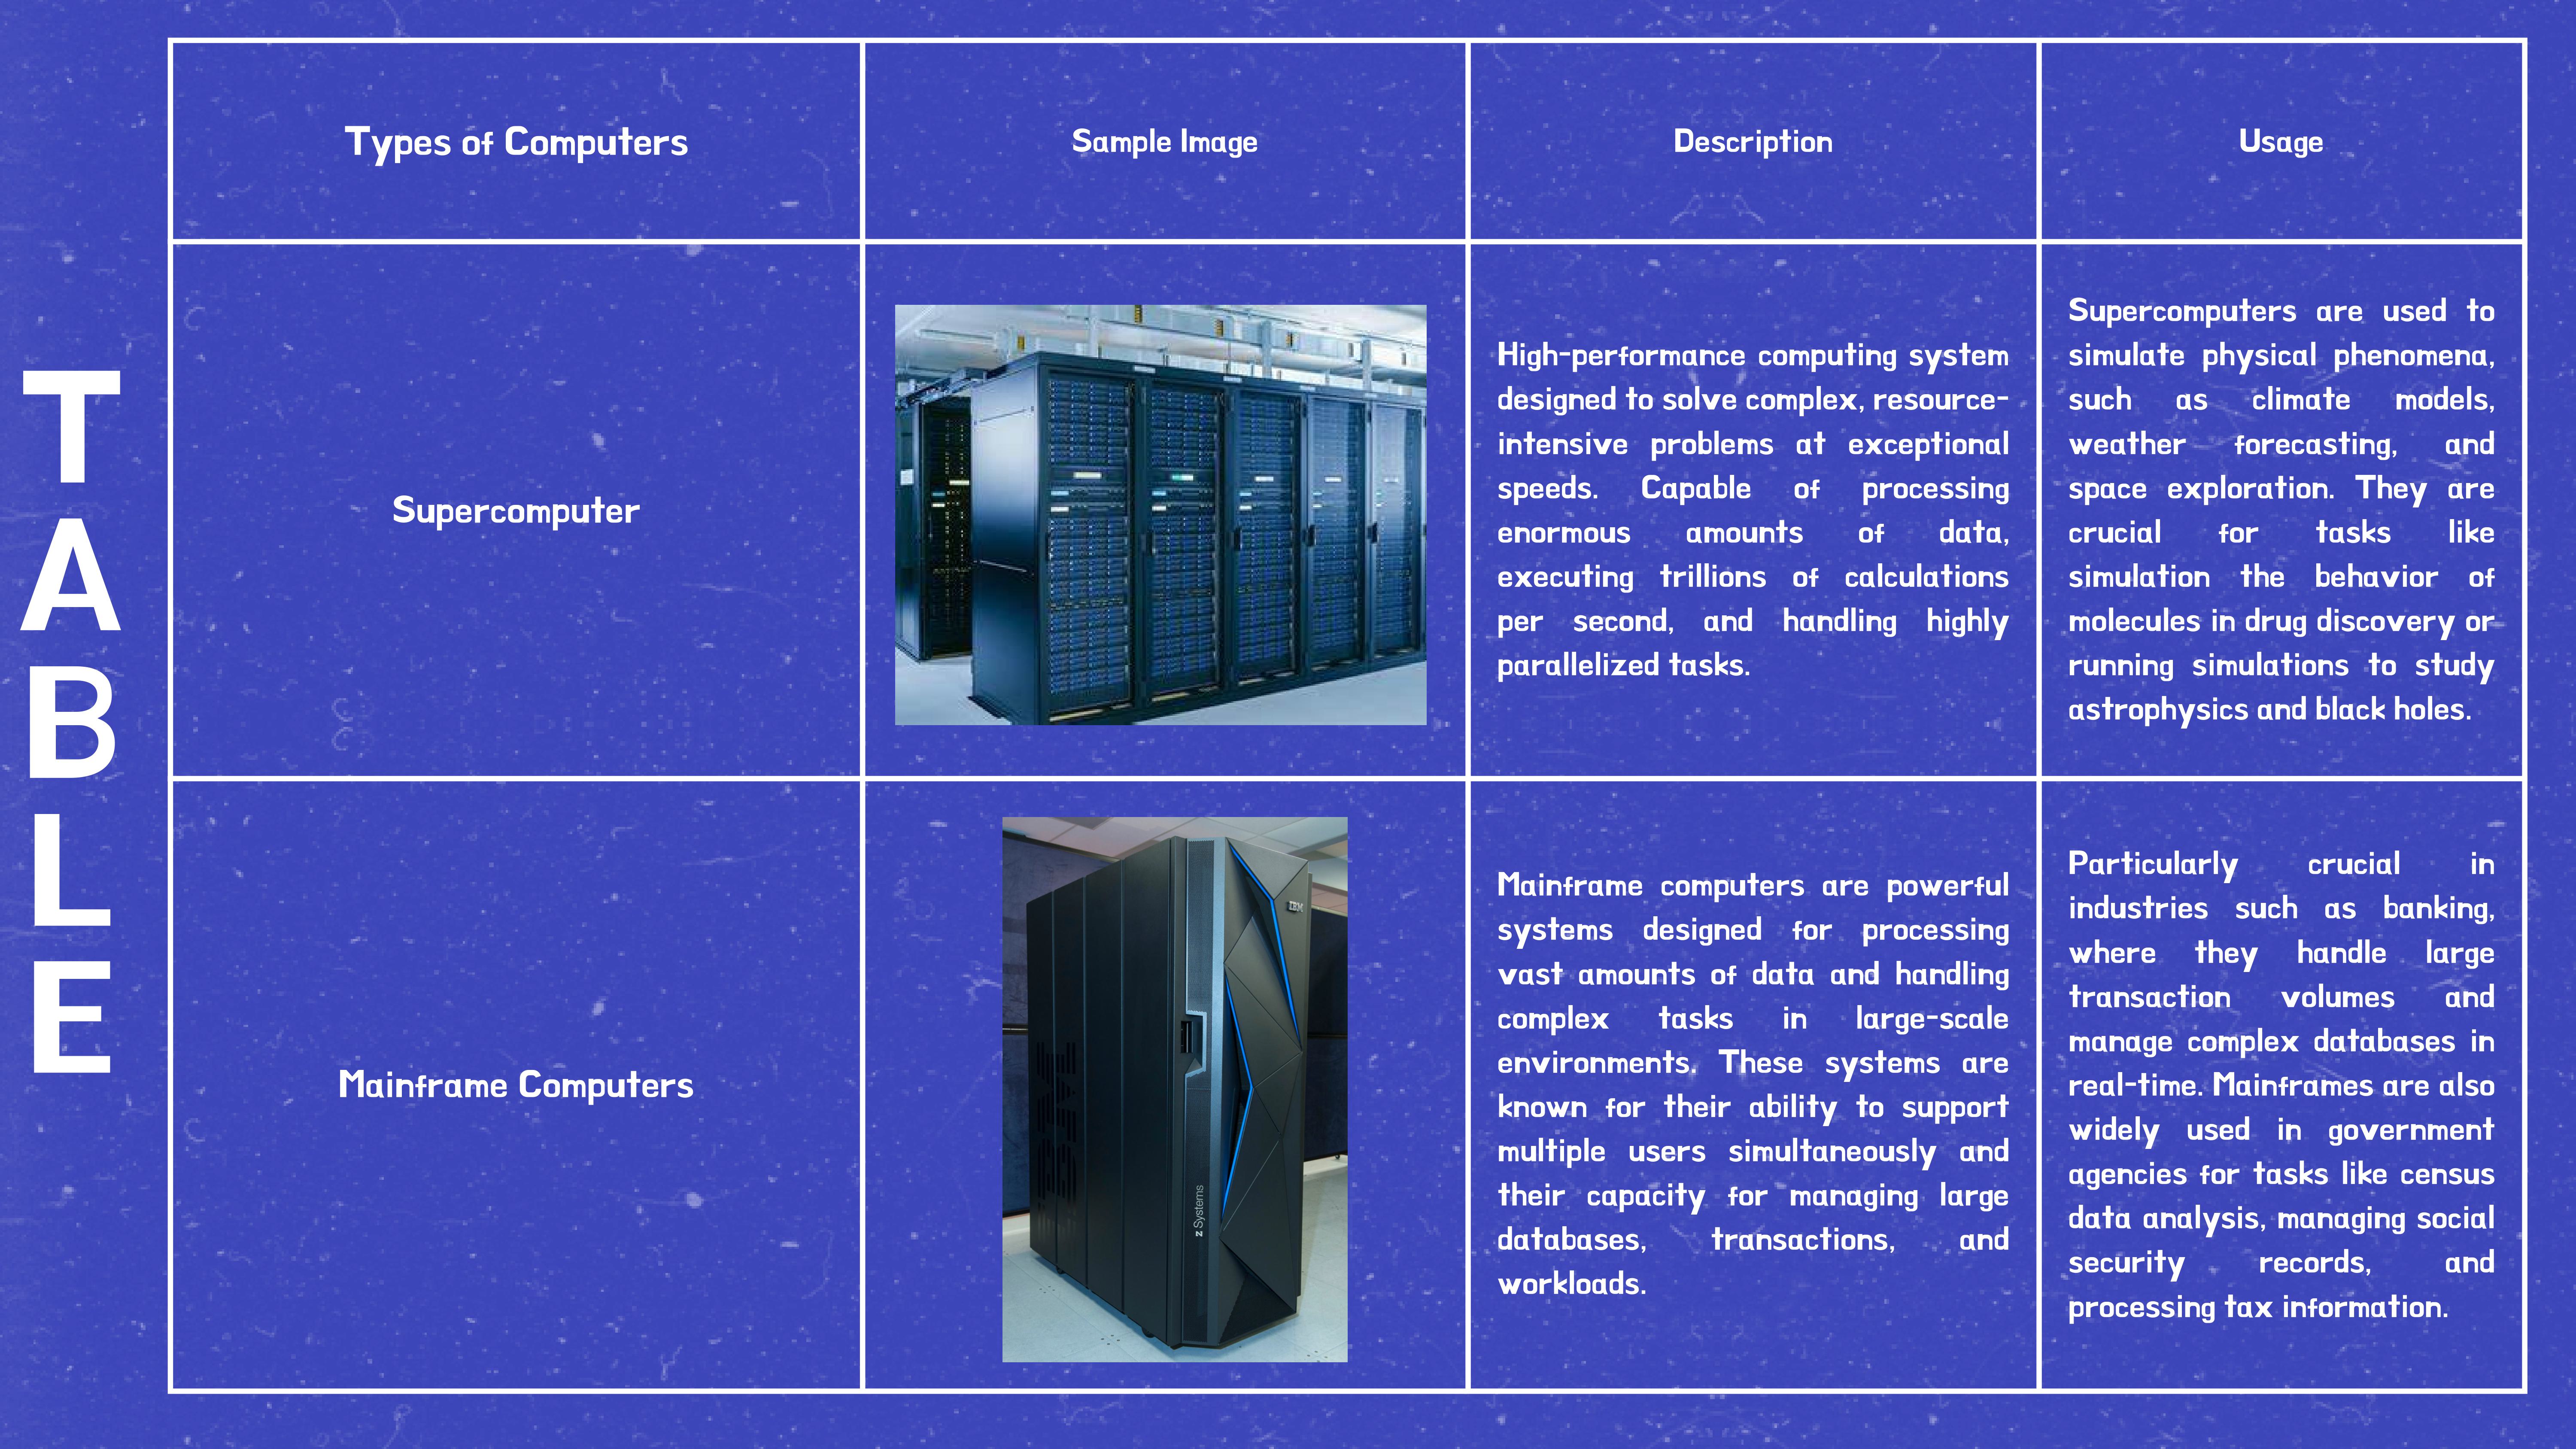 TABLE
Types of Computers
Sample Image
Description
Usage
Supercomputer
High-performance computing system
designed to solve complex, resource-
intensive problems at exceptional
speeds. Capable of processing
enormous amounts of data,
executing trillions of calculations
per second, and handling highly
parallelized tasks.
Supercomputers are used to
simulate physical phenomena,
such as climate models,
weather forecasting, and
space exploration. They are
crucial for tasks like
simulation the behavior of
molecules in drug discovery or
running simulations to study
astrophysics and black holes.
Mainframe Computers
IBM
z Systems
Mainframe computers are powerful
systems designed for processing
vast amounts of data and handling
complex tasks in large-scale
environments. These systems are
known for their ability to support
multiple users simultaneously and
their capacity for managing large
databases, transactions, and
workloads.
Particularly crucial in
industries such as banking,
where they handle large
transaction volumes and
manage complex databases in
real-time. Mainframes are also
widely used in government
agencies for tasks like census
data analysis, managing social
security records, and
processing tax information.